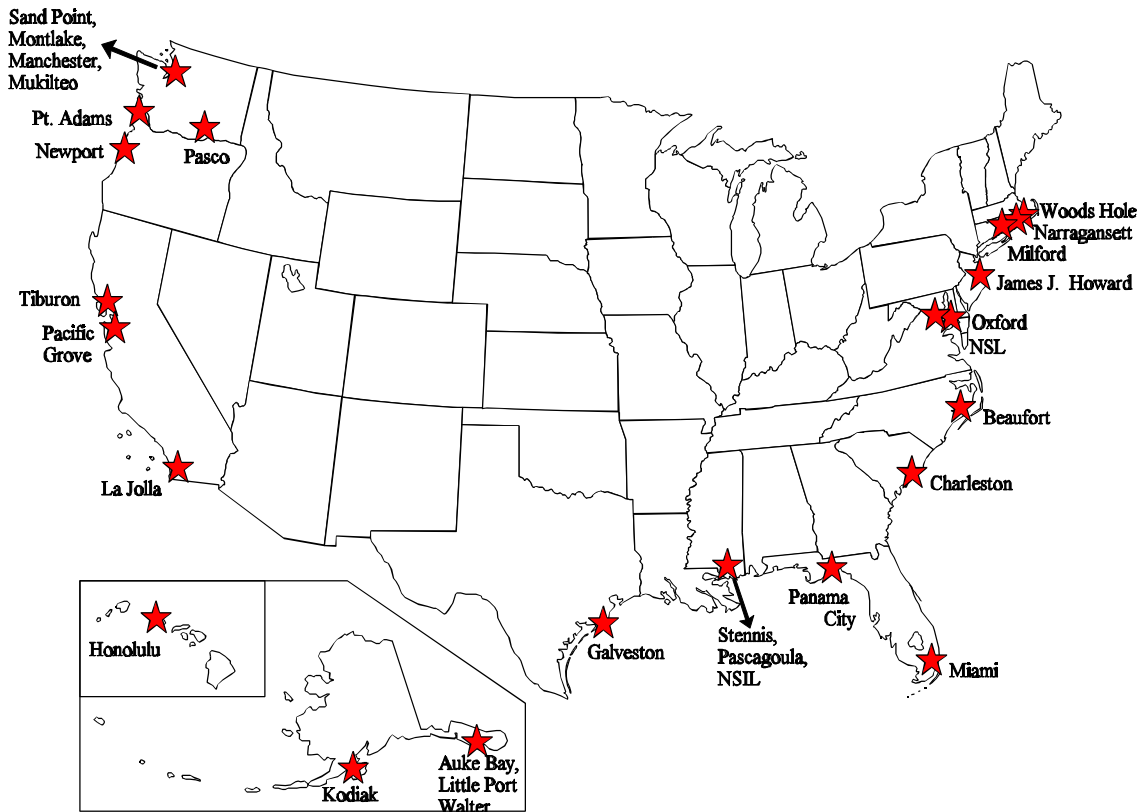 Sand Point,
Montlake,
Manchester,
Mukilteo
Pt. Adams
Newport
Pasco
Tiburon
Pacific
Grove
La Jolla
Woods Hole
Narragansett
Milford
James J. Howard
Oxford
NSL
Beaufort
Charleston
Panama
City
Miami
Stennis,
Pascagoula,
NSIL
Galveston
Honolulu
Kodiak
Auke Bay,
Little Port
Walter